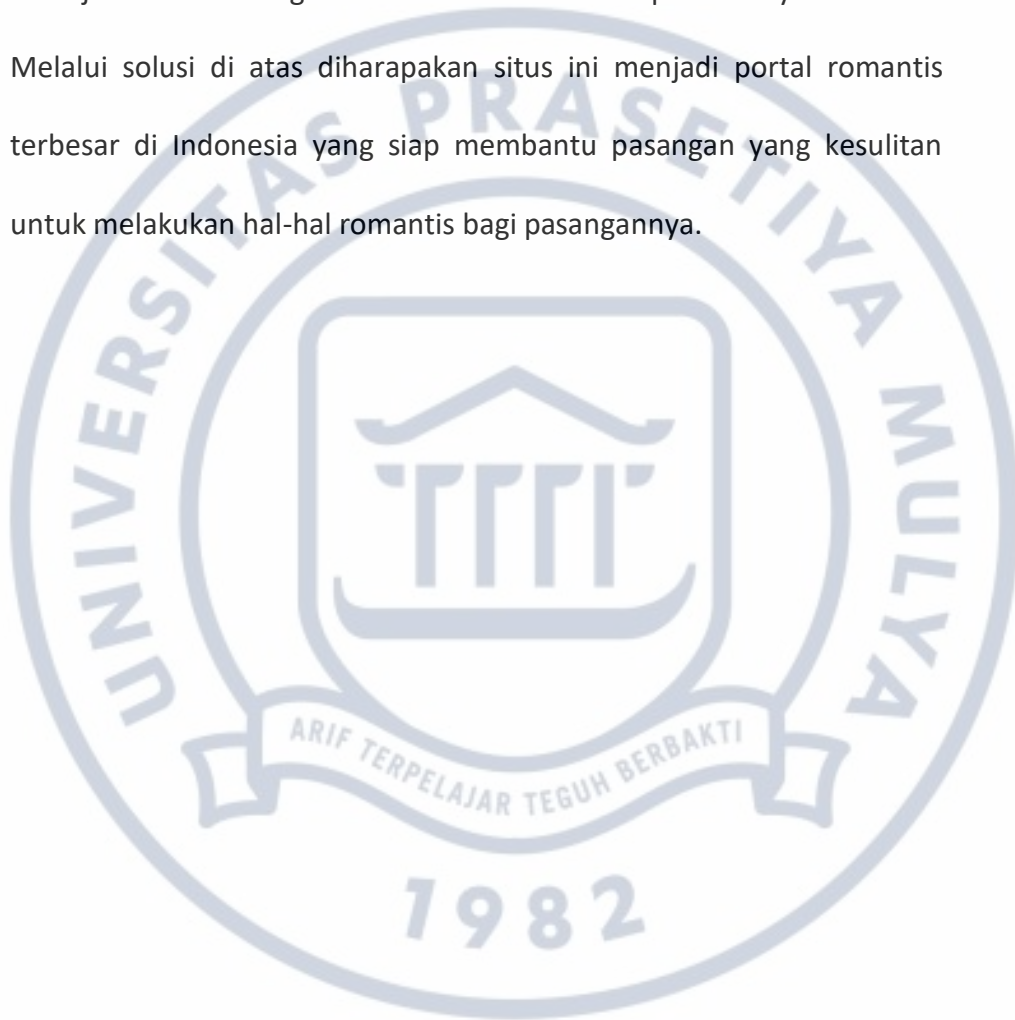 Melalui solusi di atas diharapakan situs ini menjadi portal romantis
terbesar di Indonesia yang siap membantu pasangan yang kesulitan
untuk melakukan hal-hal romantis bagi pasangannya.
UNIVERSITAS PRASETIYA MULYA
ARIF TERPELAJAR TEGUH BERBAKTI
1982